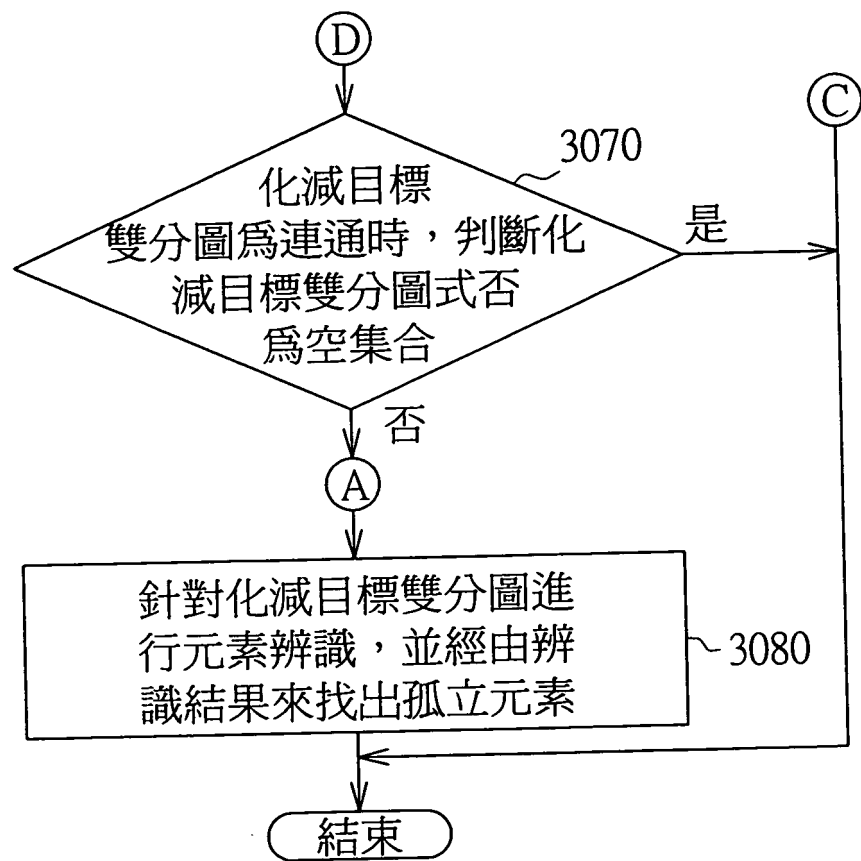 D
C
3070
化減目標
雙分圖爲連通時，判斷化
減目標雙分圖式否
爲空集合
是
否
A
針對化減目標雙分圖進
行元素辨識，並經由辨
識結果來找出孤立元素
3080
結束